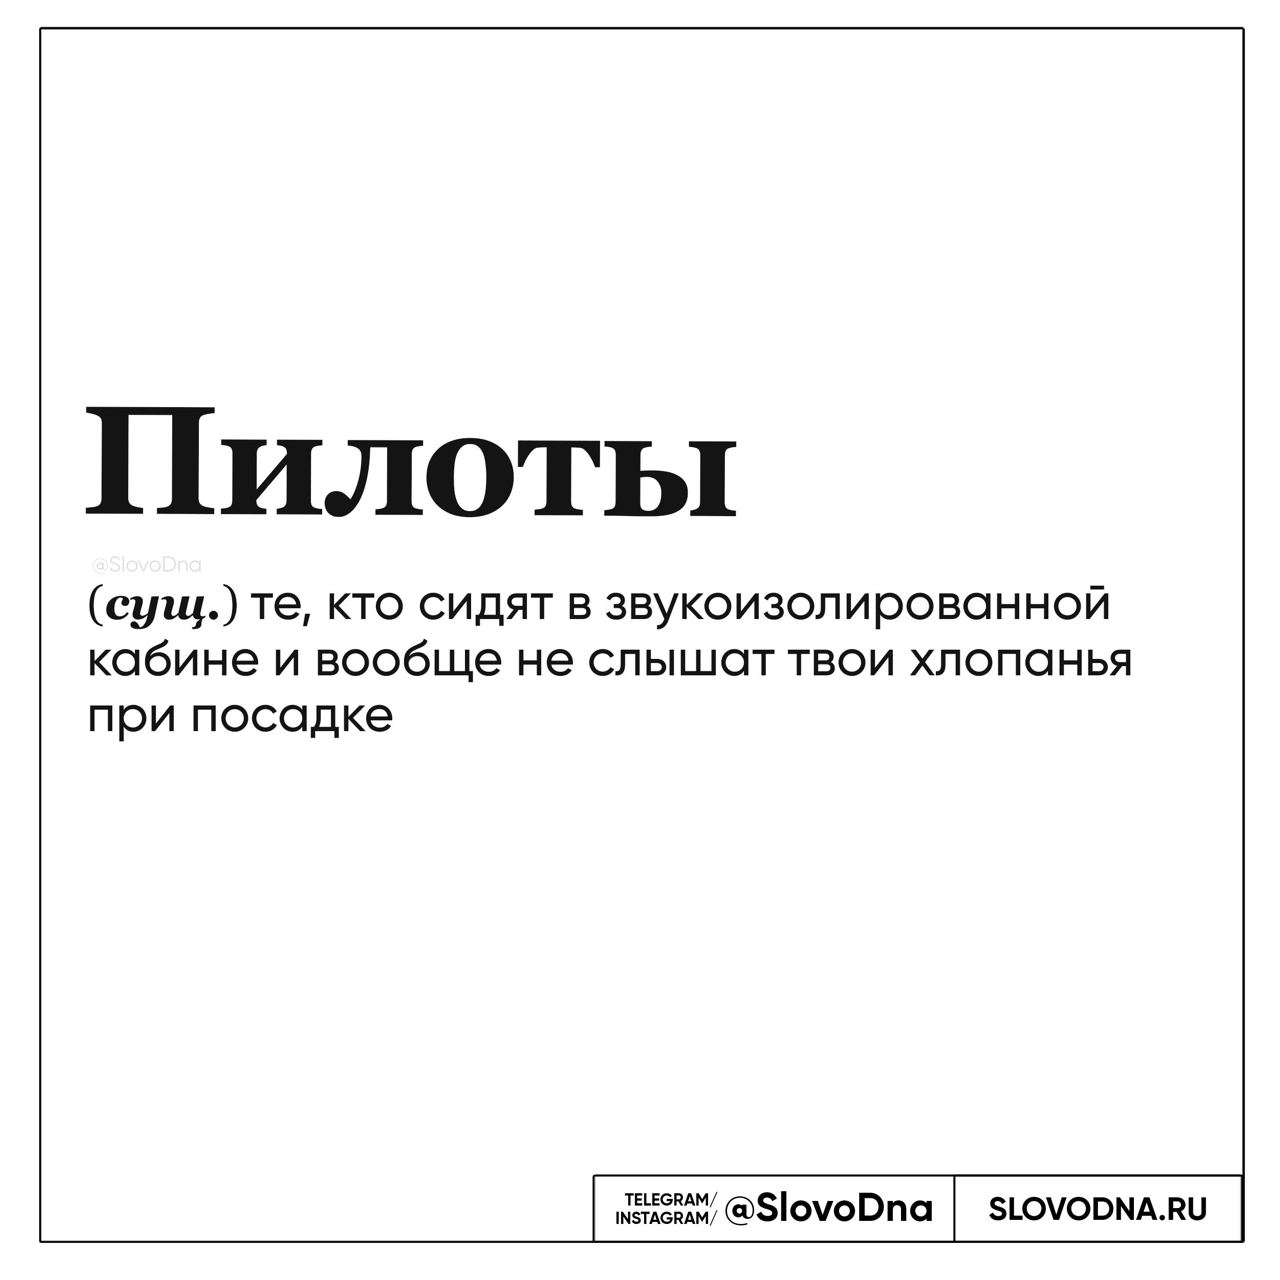 Пилоты
@SlovoDna
(сущ.) те, кто сидят в звукоизолированной
кабине и вообще не слышат твои хлопанья
при посадке
TELEGRAM/
INSTAGRAM/
@SlovoDna
SLOVODNA.RU